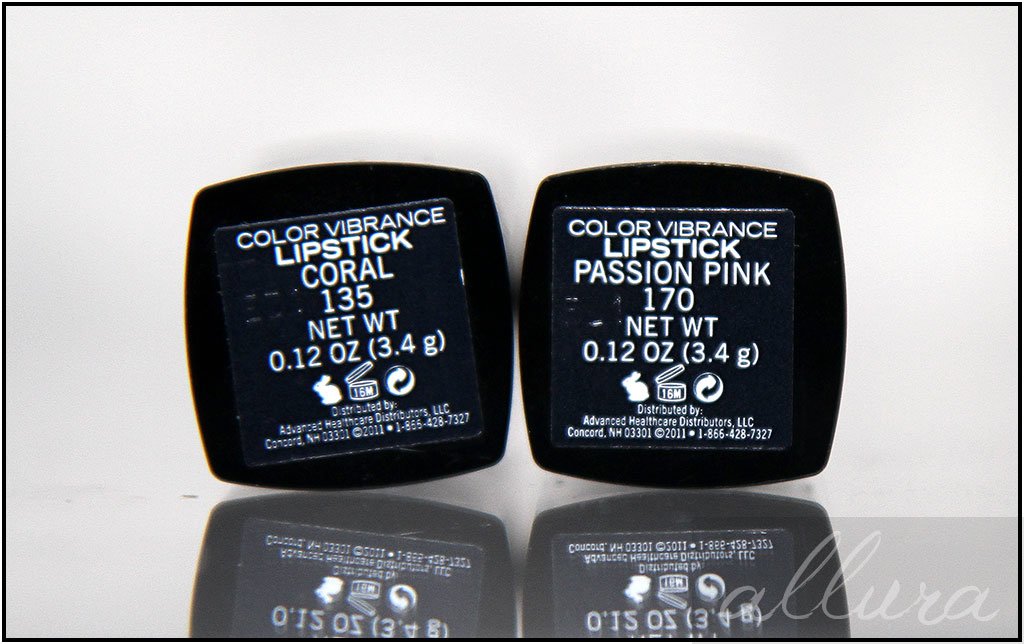 COLOR VIBRANCE
LIPSTICK
CORAL
135
NET WT
0.12 OZ (3.4 g)
16M
Distributed by:
Advanced Healthcare Distributors, LLC
Concord, NH 03301 ©2011 • 1-866-428-7327
COLOR VIBRANCE
LIPSTICK
PASSION PINK
170
NET WT
0.12 OZ (3.4 g)
16M
Distributed by:
Advanced Healthcare Distributors, LLC
Concord, NH 03301 ©2011 • 1-866-428-7327
allura